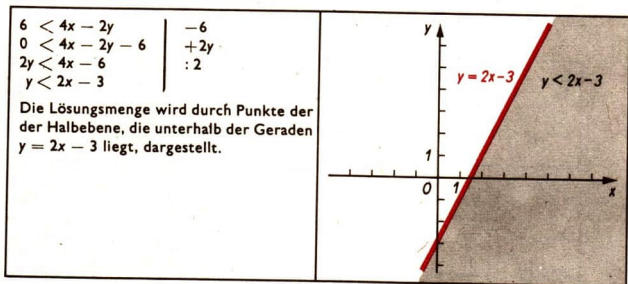 6 < 4x − 2y | −6
0 < 4x − 2y − 6 | +2y
2y < 4x − 6 | : 2
y < 2x − 3
Die Lösungsmenge wird durch Punkte der
der Halbebene, die unterhalb der Geraden
y = 2x − 3 liegt, dargestellt.
y
y = 2x−3
y < 2x−3
1
0
1
x